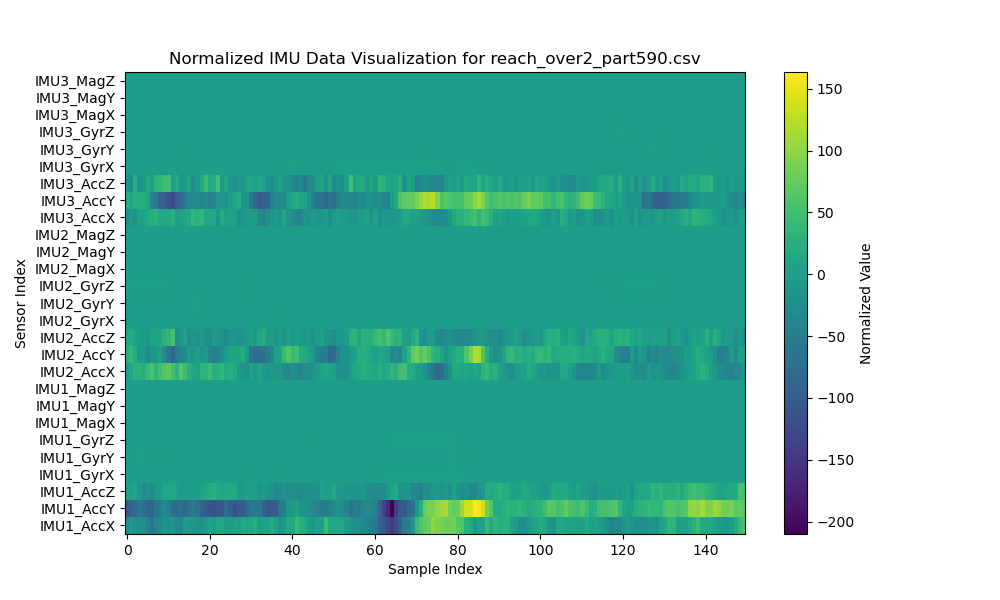 Normalized IMU Data Visualization for reach_over2_part590.csv
IMU3_MagZ
IMU3_MagY
IMU3_MagX
IMU3_GyrZ
IMU3_GyrY
IMU3_GyrX
IMU3_AccZ
IMU3_AccY
IMU3_AccX
IMU2_MagZ
IMU2_MagY
IMU2_MagX
IMU2_GyrZ
IMU2_GyrY
IMU2_GyrX
IMU2_AccZ
IMU2_AccY
IMU2_AccX
IMU1_MagZ
IMU1_MagY
IMU1_MagX
IMU1_GyrZ
IMU1_GyrY
IMU1_GyrX
IMU1_AccZ
IMU1_AccY
IMU1_AccX
Sensor Index
0 20 40 60 80 100 120 140
Sample Index
150
100
50
0
−50
−100
−150
−200
Normalized Value